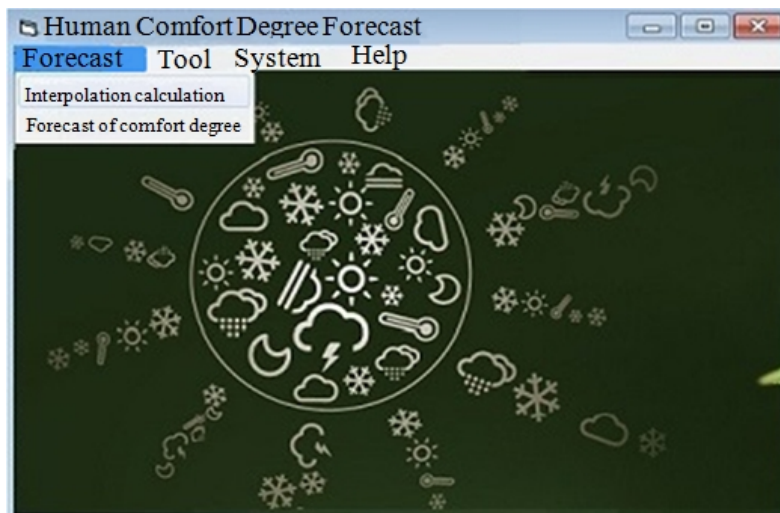 Human Comfort Degree Forecast
Forecast Tool System Help
Interpolation calculation
Forecast of comfort degree